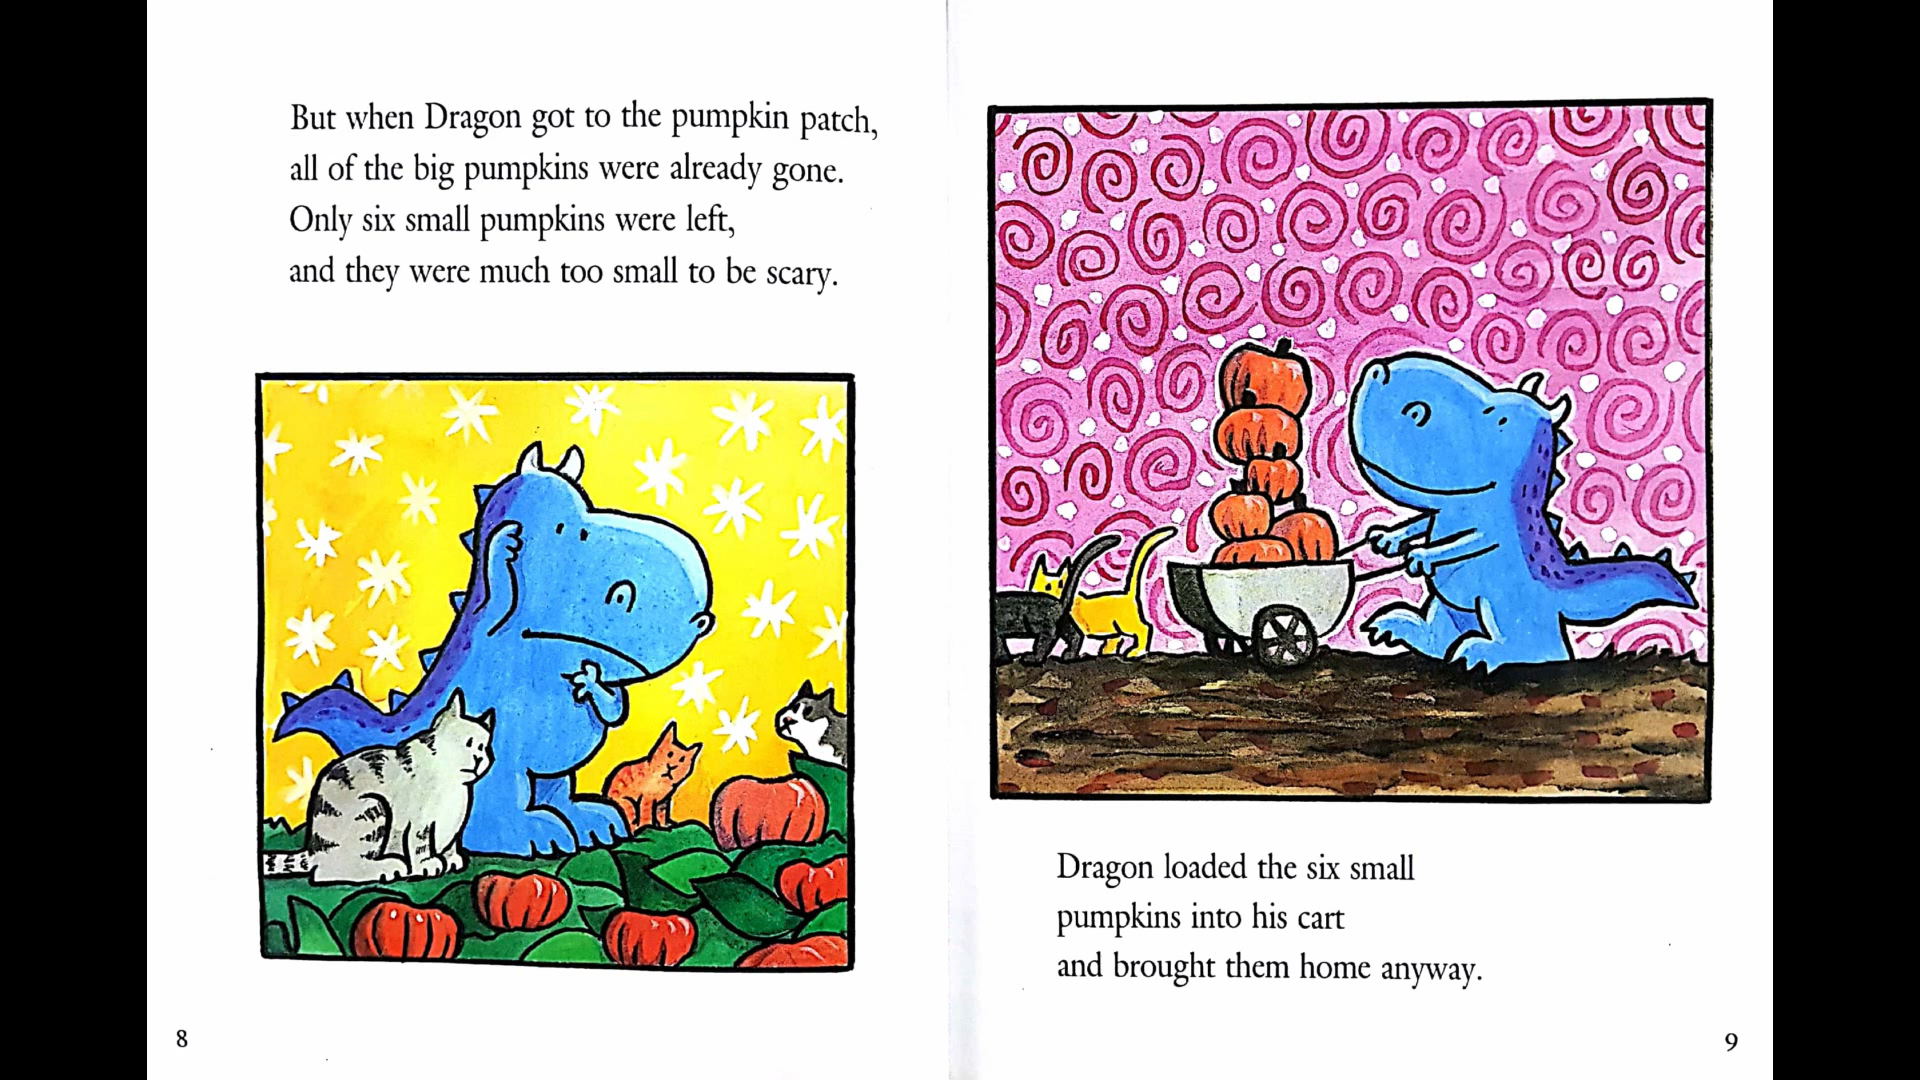 But when Dragon got to the pumpkin patch,
all of the big pumpkins were already gone.
Only six small pumpkins were left,
and they were much too small to be scary.
8
Dragon loaded the six small
pumpkins into his cart
and brought them home anyway.
9